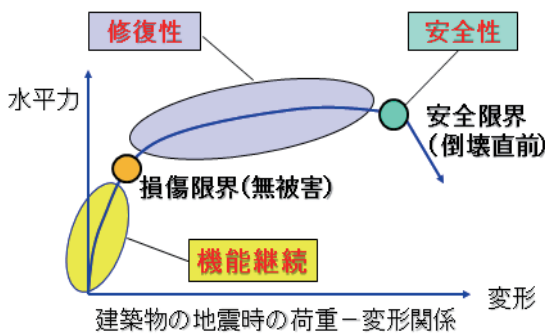 修復性
安全性
水平力
安全限界
(倒壊直前)
損傷限界(無被害)
機能継続
変形
建築物の地震時の荷重−変形関係